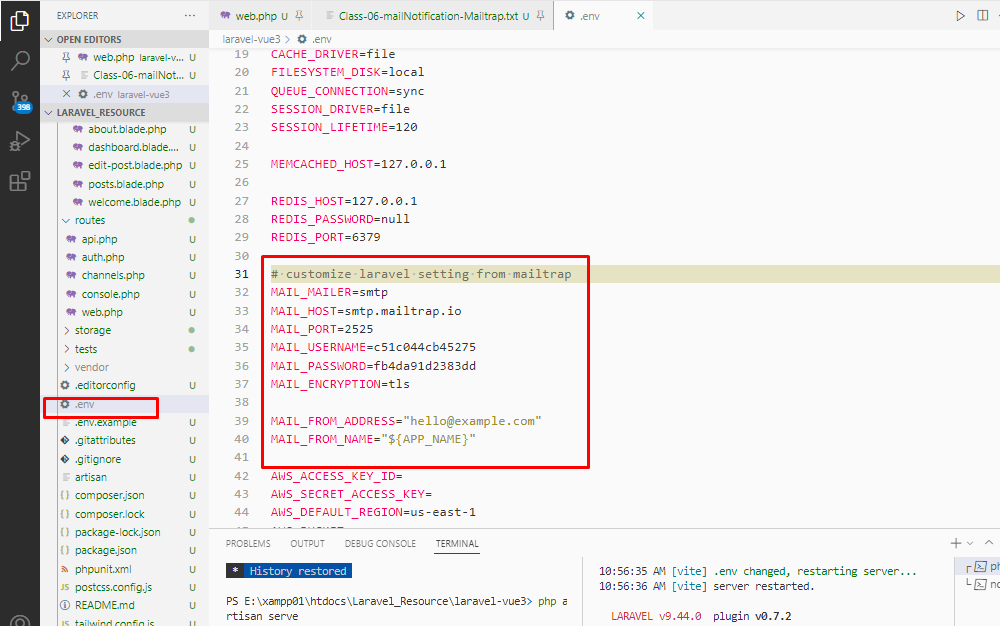 EXPLORER ···
OPEN EDITORS
web.php laravel-v... U
Class-06-mailNot... U
.env laravel-vue3
LARAVEL_RESOURCE
about.blade.php U
dashboard.blade.... U
edit-post.blade.php U
posts.blade.php U
welcome.blade.php U
routes
api.php U
auth.php U
channels.php U
console.php U
web.php U
storage
tests
vendor
.editorconfig U
.env
.env.example U
.gitattributes U
.gitignore U
artisan U
composer.json U
composer.lock U
package-lock.json U
package.json U
phpunit.xml U
JS postcss.config.js U
README.md U
JS tailwind.config.js U
398
web.php U
Class-06-mailNotification-Mailtrap.txt U
.env
laravel-vue3 > .env
19 CACHE_DRIVER=file
20 FILESYSTEM_DISK=local
21 QUEUE_CONNECTION=sync
22 SESSION_DRIVER=file
23 SESSION_LIFETIME=120
24
25 MEMCACHED_HOST=127.0.0.1
26
27 REDIS_HOST=127.0.0.1
28 REDIS_PASSWORD=null
29 REDIS_PORT=6379
30
31 # customize laravel setting from mailtrap
32 MAIL_MAILER=smtp
33 MAIL_HOST=smtp.mailtrap.io
34 MAIL_PORT=2525
35 MAIL_USERNAME=c51c044cb45275
36 MAIL_PASSWORD=fb4da91d2383dd
37 MAIL_ENCRYPTION=tls
38
39 MAIL_FROM_ADDRESS="hello@example.com"
40 MAIL_FROM_NAME="${APP_NAME}"
41
42 AWS_ACCESS_KEY_ID=
43 AWS_SECRET_ACCESS_KEY=
44 AWS_DEFAULT_REGION=us-east-1
PROBLEMS OUTPUT DEBUG CONSOLE TERMINAL
* History restored
PS E:\xampp01\htdocs\Laravel_Resource\laravel-vue3> php a
rtisan serve
10:56:35 AM [vite] .env changed, restarting server...
10:56:36 AM [vite] server restarted.
LARAVEL v9.44.0 plugin v0.7.2